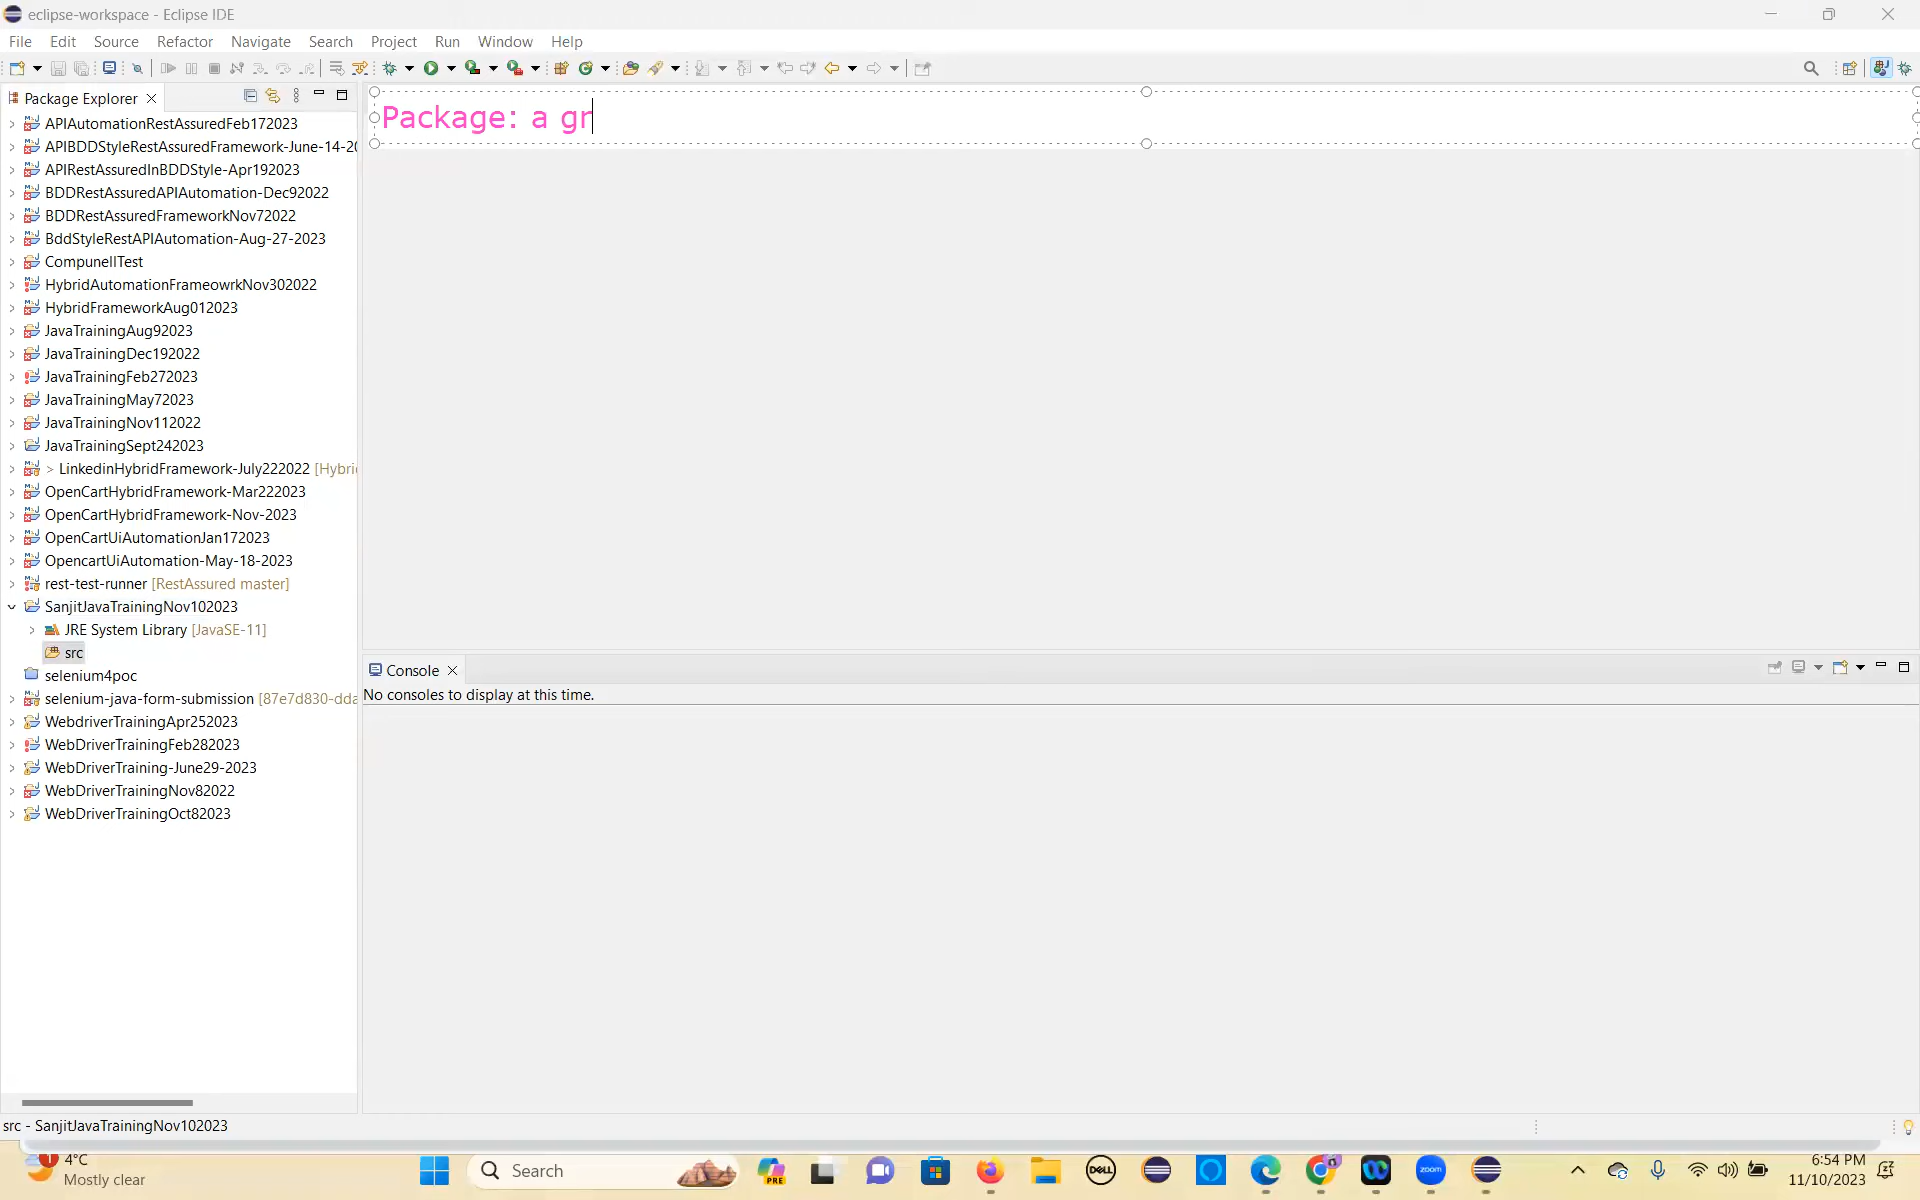 eclipse-workspace - Eclipse IDE
File Edit Source Refactor Navigate Search Project Run Window Help
Package Explorer
APIAutomationRestAssuredFeb172023
APIBDDStyleRestAssuredFramework-June-14-20
APIRestAssuredInBDDStyle-Apr192023
BDDRestAssuredAPIAutomation-Dec92022
BDDRestAssuredFrameworkNov72022
BddStyleRestAPIAutomation-Aug-27-2023
CompunellTest
HybridAutomationFrameowrkNov302022
HybridFrameworkAug012023
JavaTrainingAug92023
JavaTrainingDec192022
JavaTrainingFeb272023
JavaTrainingMay72023
JavaTrainingNov112022
JavaTrainingSept242023
> LinkedinHybridFramework-July222022 [Hybri
OpenCartHybridFramework-Mar222023
OpenCartHybridFramework-Nov-2023
OpenCartUiAutomationJan172023
OpencartUiAutomation-May-18-2023
rest-test-runner [RestAssured master]
SanjitJavaTrainingNov102023
JRE System Library [JavaSE-11]
src
selenium4poc
selenium-java-form-submission [87e7d830-dda
WebdriverTrainingApr252023
WebDriverTrainingFeb282023
WebDriverTraining-June29-2023
WebDriverTrainingNov82022
WebDriverTrainingOct82023
Package: a gr
Console
No consoles to display at this time.
src - SanjitJavaTrainingNov102023
1
4°C
Mostly clear
Search
PRE
DELL
n
zoom
6:54 PM
11/10/2023